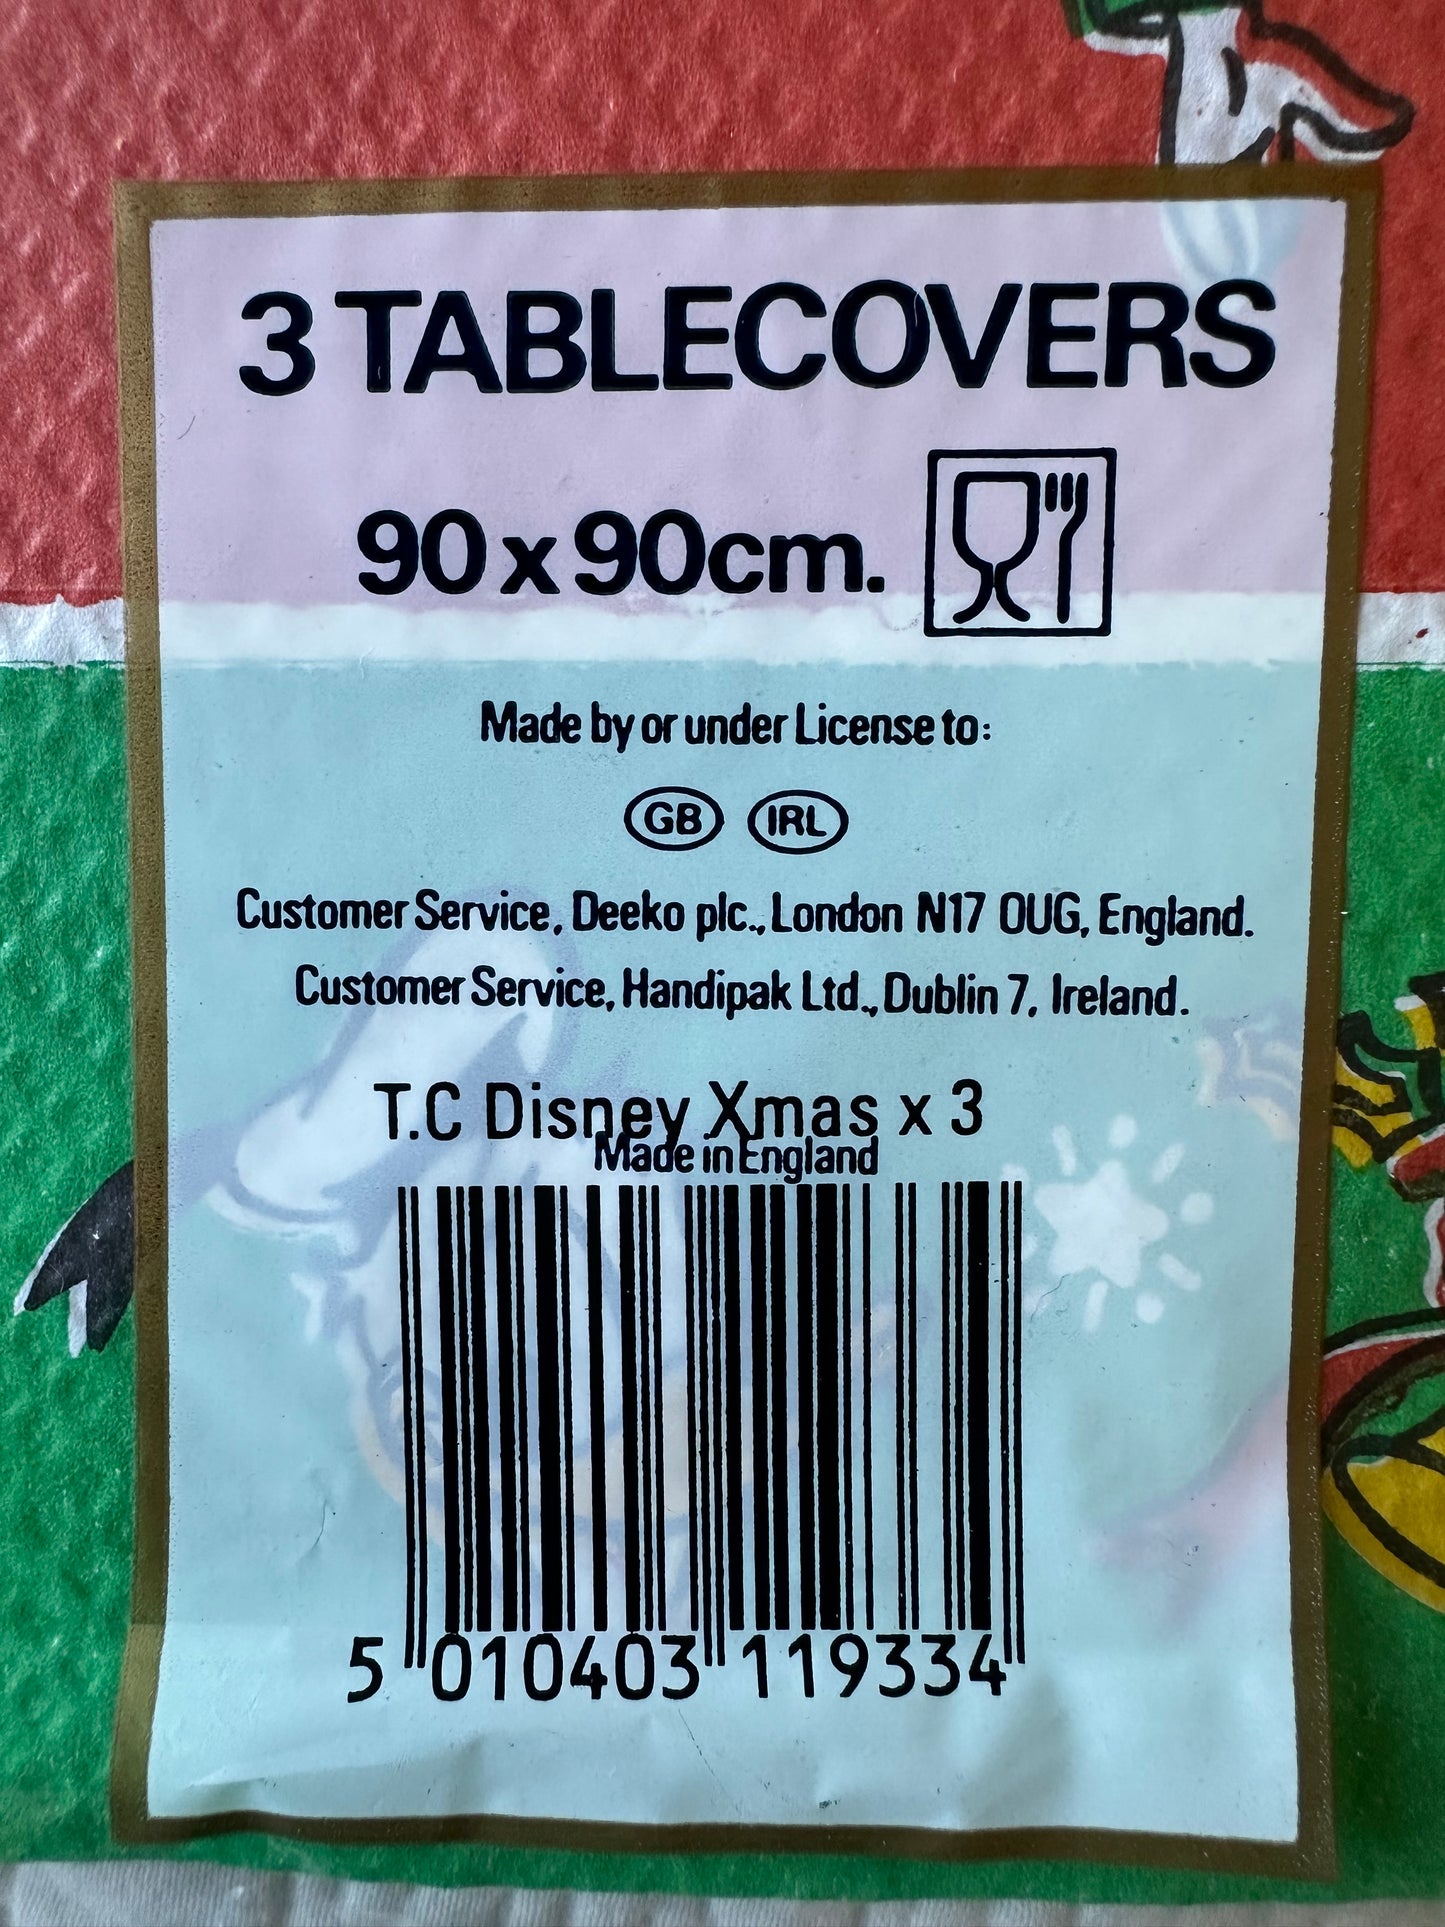 3 TABLECOVERS
90 x 90cm.
Made by or under License to:
GB IRL
Customer Service, Deeko plc., London N17 0UG, England.
Customer Service, Handipak Ltd., Dublin 7, Ireland.
T.C Disney Xmas x 3
Made in England
5 010403 119334